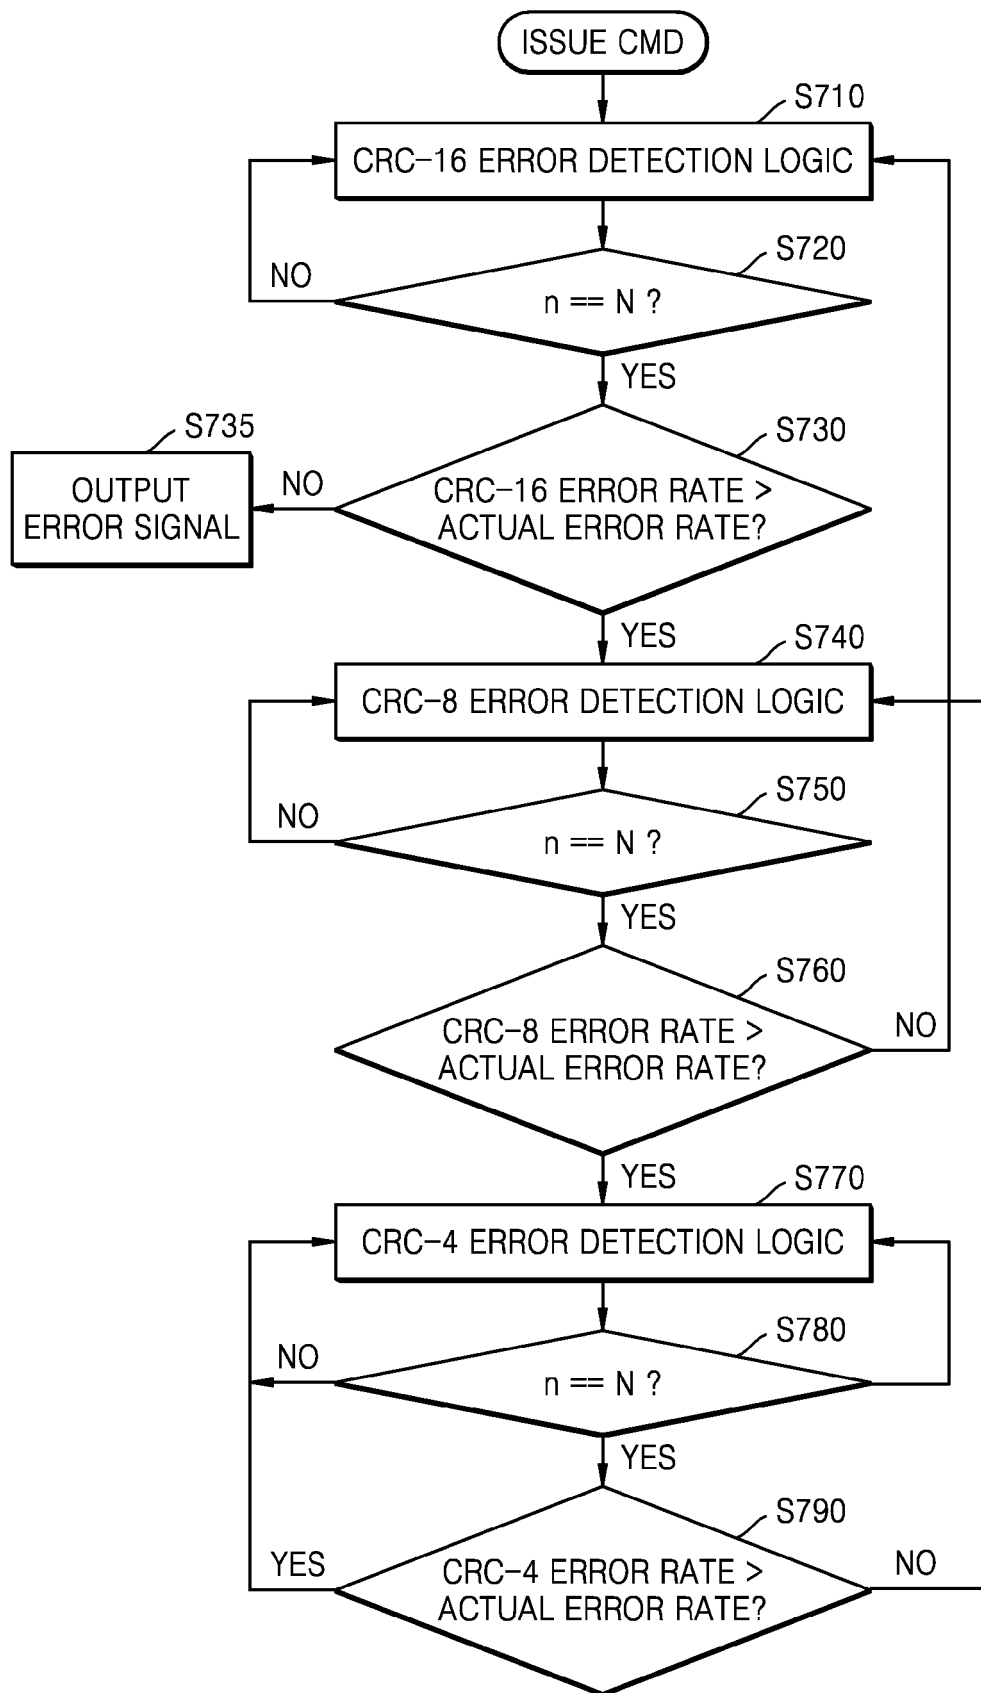 ISSUE CMD
S710
CRC-16 ERROR DETECTION LOGIC
S720
NO
n == N ?
YES
S735
S730
OUTPUT
ERROR SIGNAL
NO
CRC-16 ERROR RATE >
ACTUAL ERROR RATE?
YES
S740
CRC-8 ERROR DETECTION LOGIC
S750
NO
n == N ?
YES
S760
CRC-8 ERROR RATE >
ACTUAL ERROR RATE?
NO
YES
S770
CRC-4 ERROR DETECTION LOGIC
S780
NO
n == N ?
YES
S790
YES
CRC-4 ERROR RATE >
ACTUAL ERROR RATE?
NO